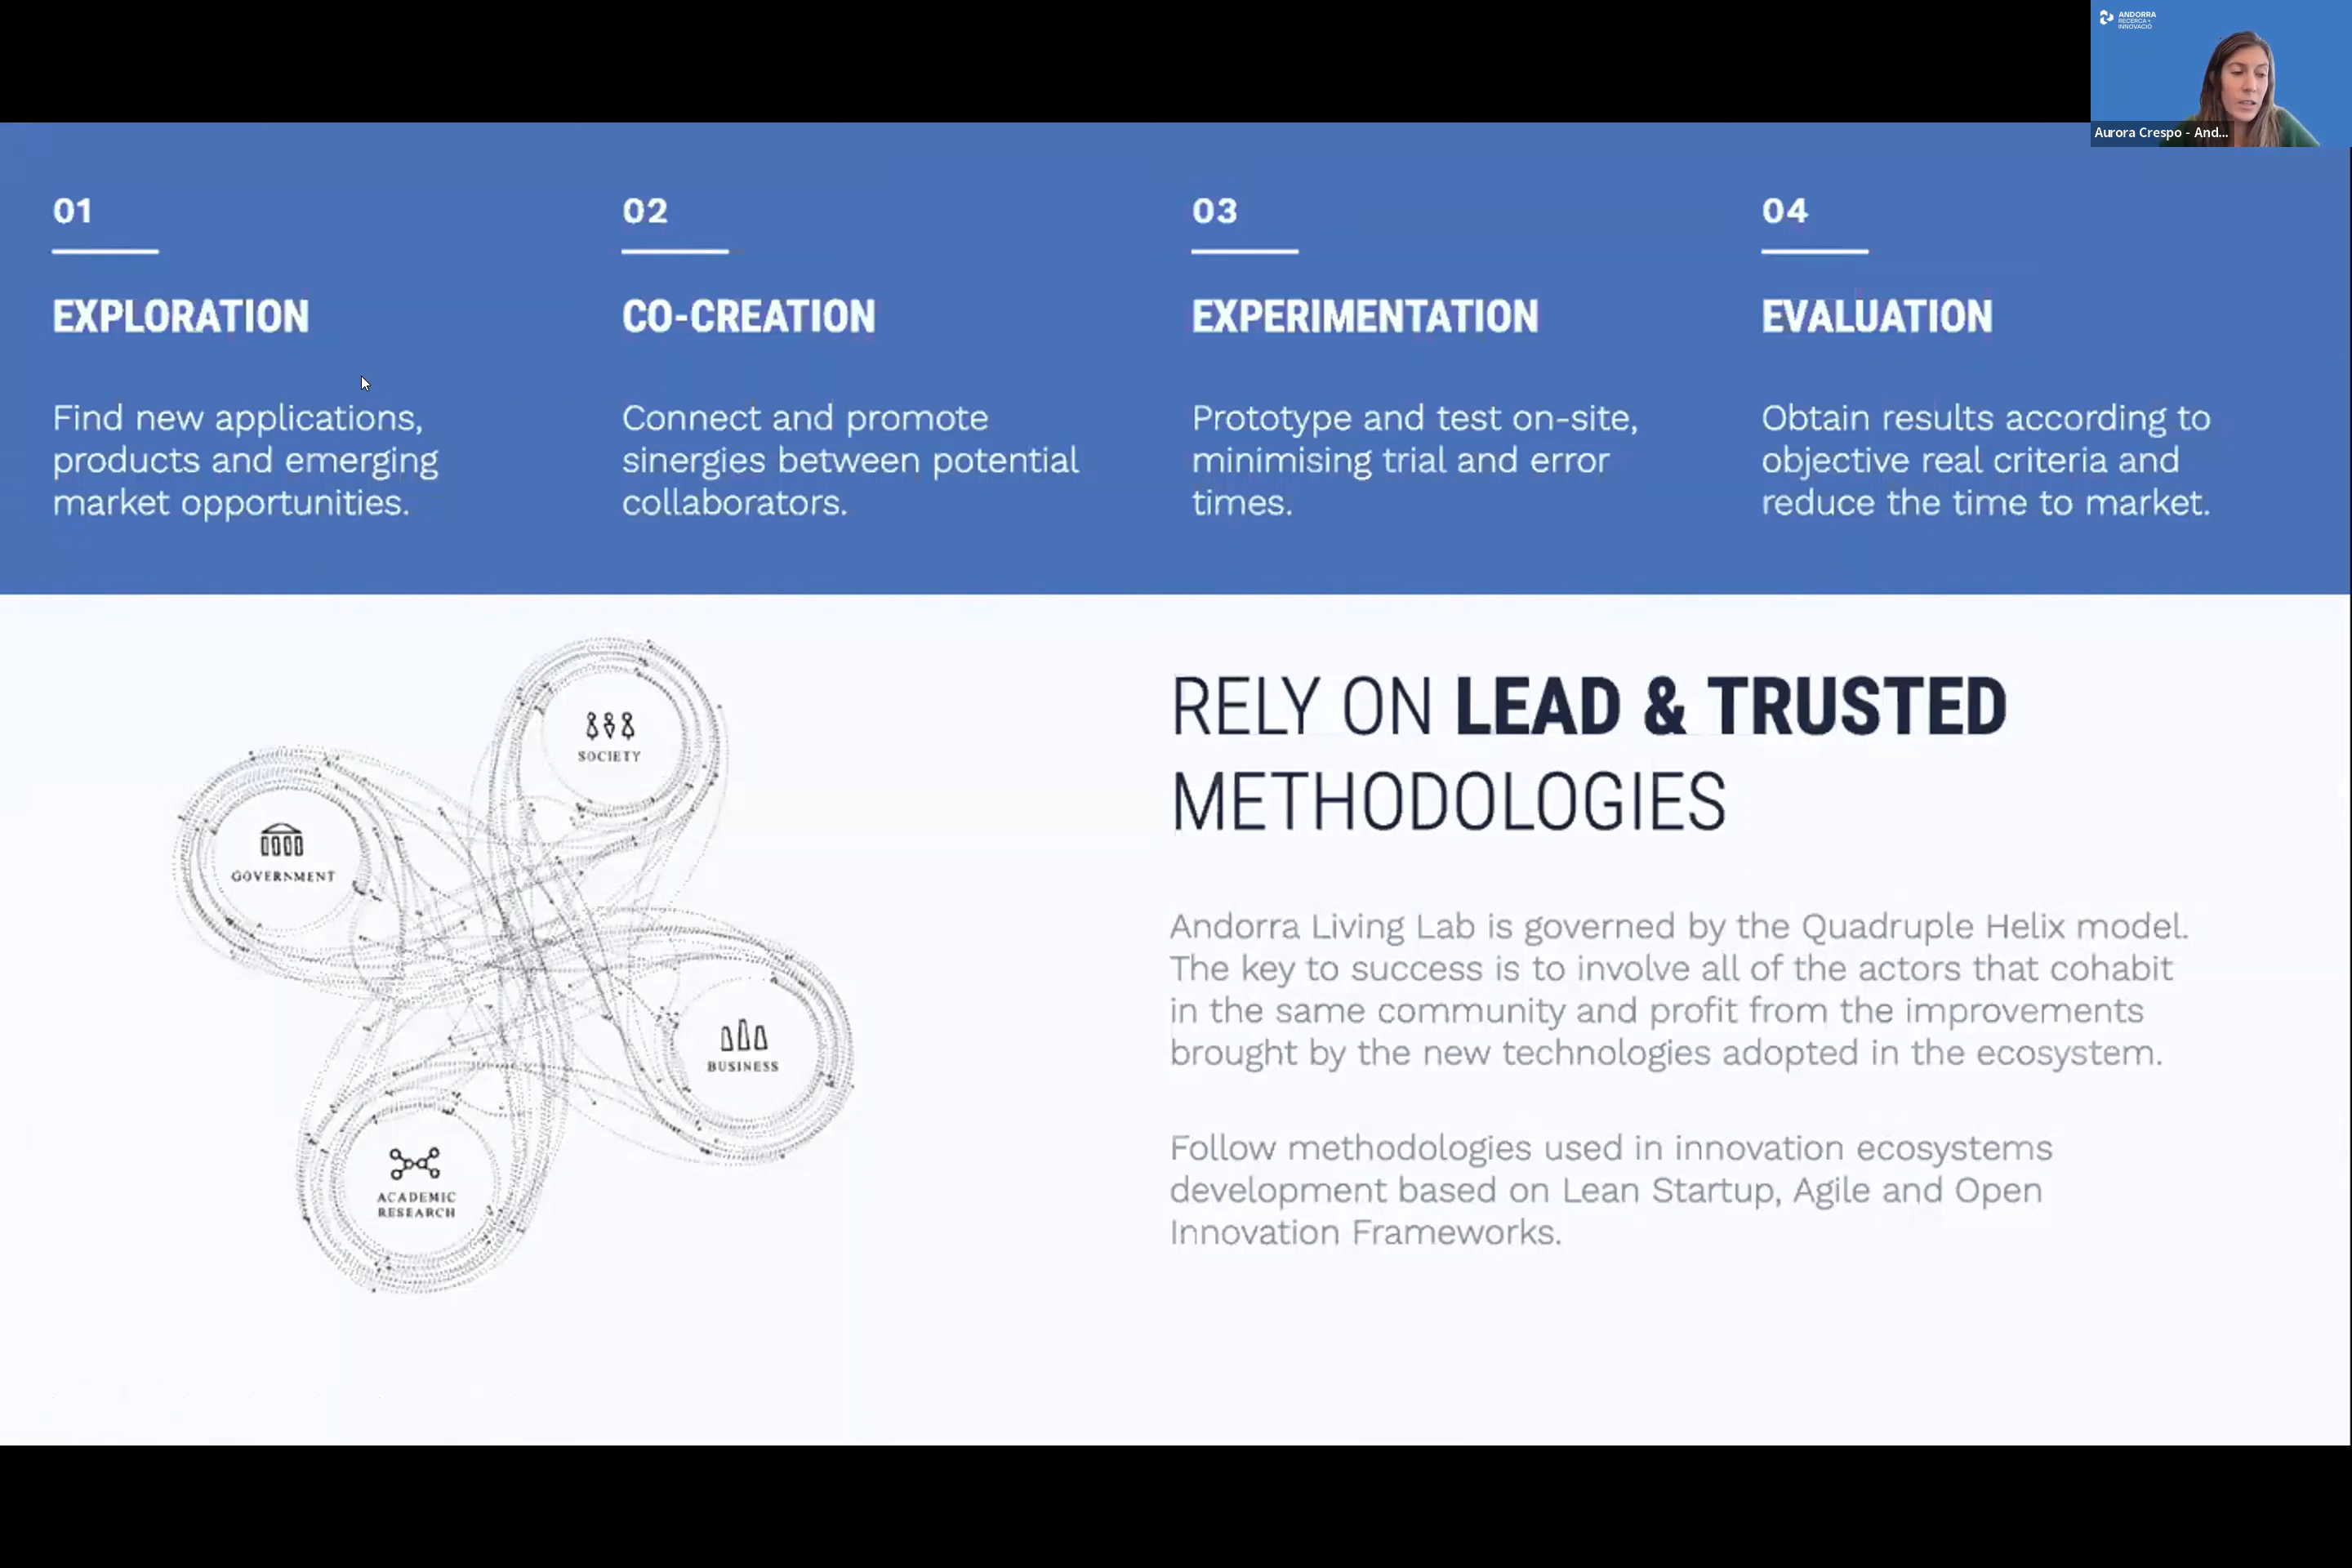 ANDORRA
RECERCA +
INNOVACIÓ
Aurora Crespo - And...
01
EXPLORATION
Find new applications,
products and emerging
market opportunities.
02
CO-CREATION
Connect and promote
sinergies between potential
collaborators.
03
EXPERIMENTATION
Prototype and test on-site,
minimising trial and error
times.
04
EVALUATION
Obtain results according to
objective real criteria and
reduce the time to market.
SOCIETY
GOVERNMENT
BUSINESS
ACADEMIC
RESEARCH
RELY ON LEAD & TRUSTED
METHODOLOGIES
Andorra Living Lab is governed by the Quadruple Helix model.
The key to success is to involve all of the actors that cohabit
in the same community and profit from the improvements
brought by the new technologies adopted in the ecosystem.
Follow methodologies used in innovation ecosystems
development based on Lean Startup, Agile and Open
Innovation Frameworks.